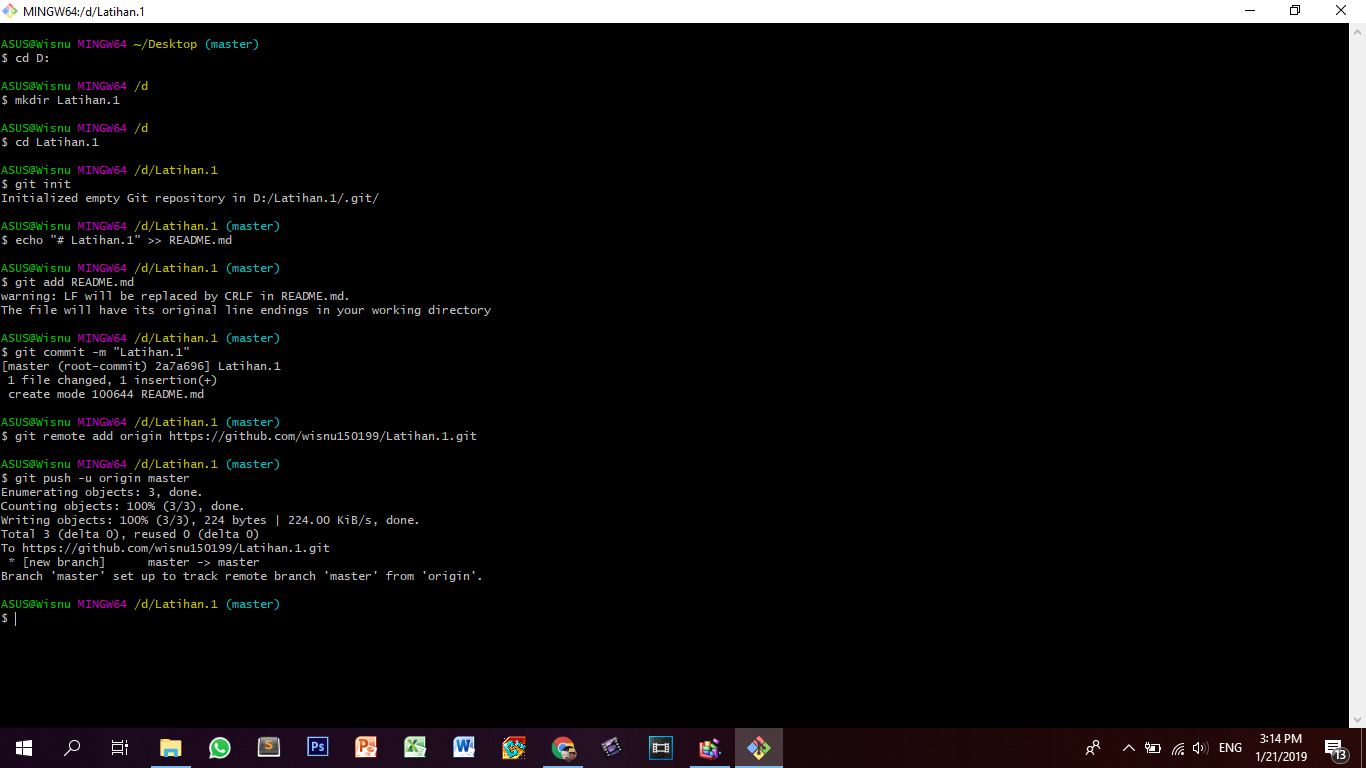 MINGW64:/d/Latihan.1
ASUS@Wisnu MINGW64 ~/Desktop (master)
$ cd D:
ASUS@Wisnu MINGW64 /d
$ mkdir Latihan.1
ASUS@Wisnu MINGW64 /d
$ cd Latihan.1
ASUS@Wisnu MINGW64 /d/Latihan.1
$ git init
Initialized empty Git repository in D:/Latihan.1/.git/
ASUS@Wisnu MINGW64 /d/Latihan.1 (master)
$ echo "# Latihan.1" >> README.md
ASUS@Wisnu MINGW64 /d/Latihan.1 (master)
$ git add README.md
warning: LF will be replaced by CRLF in README.md.
The file will have its original line endings in your working directory
ASUS@Wisnu MINGW64 /d/Latihan.1 (master)
$ git commit -m "Latihan.1"
[master (root-commit) 2a7a696] Latihan.1
 1 file changed, 1 insertion(+)
 create mode 100644 README.md
ASUS@Wisnu MINGW64 /d/Latihan.1 (master)
$ git remote add origin https://github.com/wisnu150199/Latihan.1.git
ASUS@Wisnu MINGW64 /d/Latihan.1 (master)
$ git push -u origin master
Enumerating objects: 3, done.
Counting objects: 100% (3/3), done.
Writing objects: 100% (3/3), 224 bytes | 224.00 KiB/s, done.
Total 3 (delta 0), reused 0 (delta 0)
To https://github.com/wisnu150199/Latihan.1.git
 * [new branch]      master -> master
Branch 'master' set up to track remote branch 'master' from 'origin'.
ASUS@Wisnu MINGW64 /d/Latihan.1 (master)
$
S
Ps
P
X
W
ENG
3:14 PM
1/21/2019
13